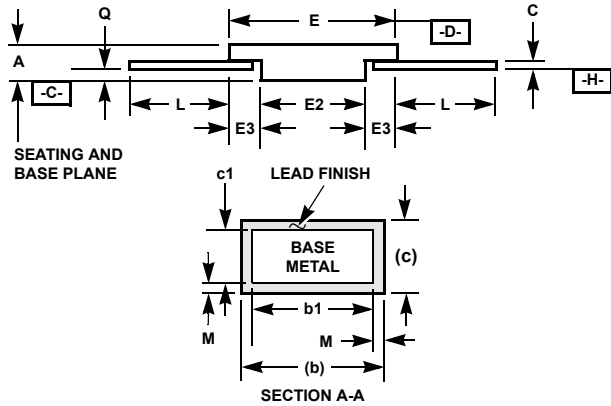 Q
E
-D-
C
A
-C-
-H-
L
E2
L
E3
E3
SEATING AND
BASE PLANE
c1
LEAD FINISH
BASE
METAL
(c)
M
b1
M
(b)
SECTION A-A